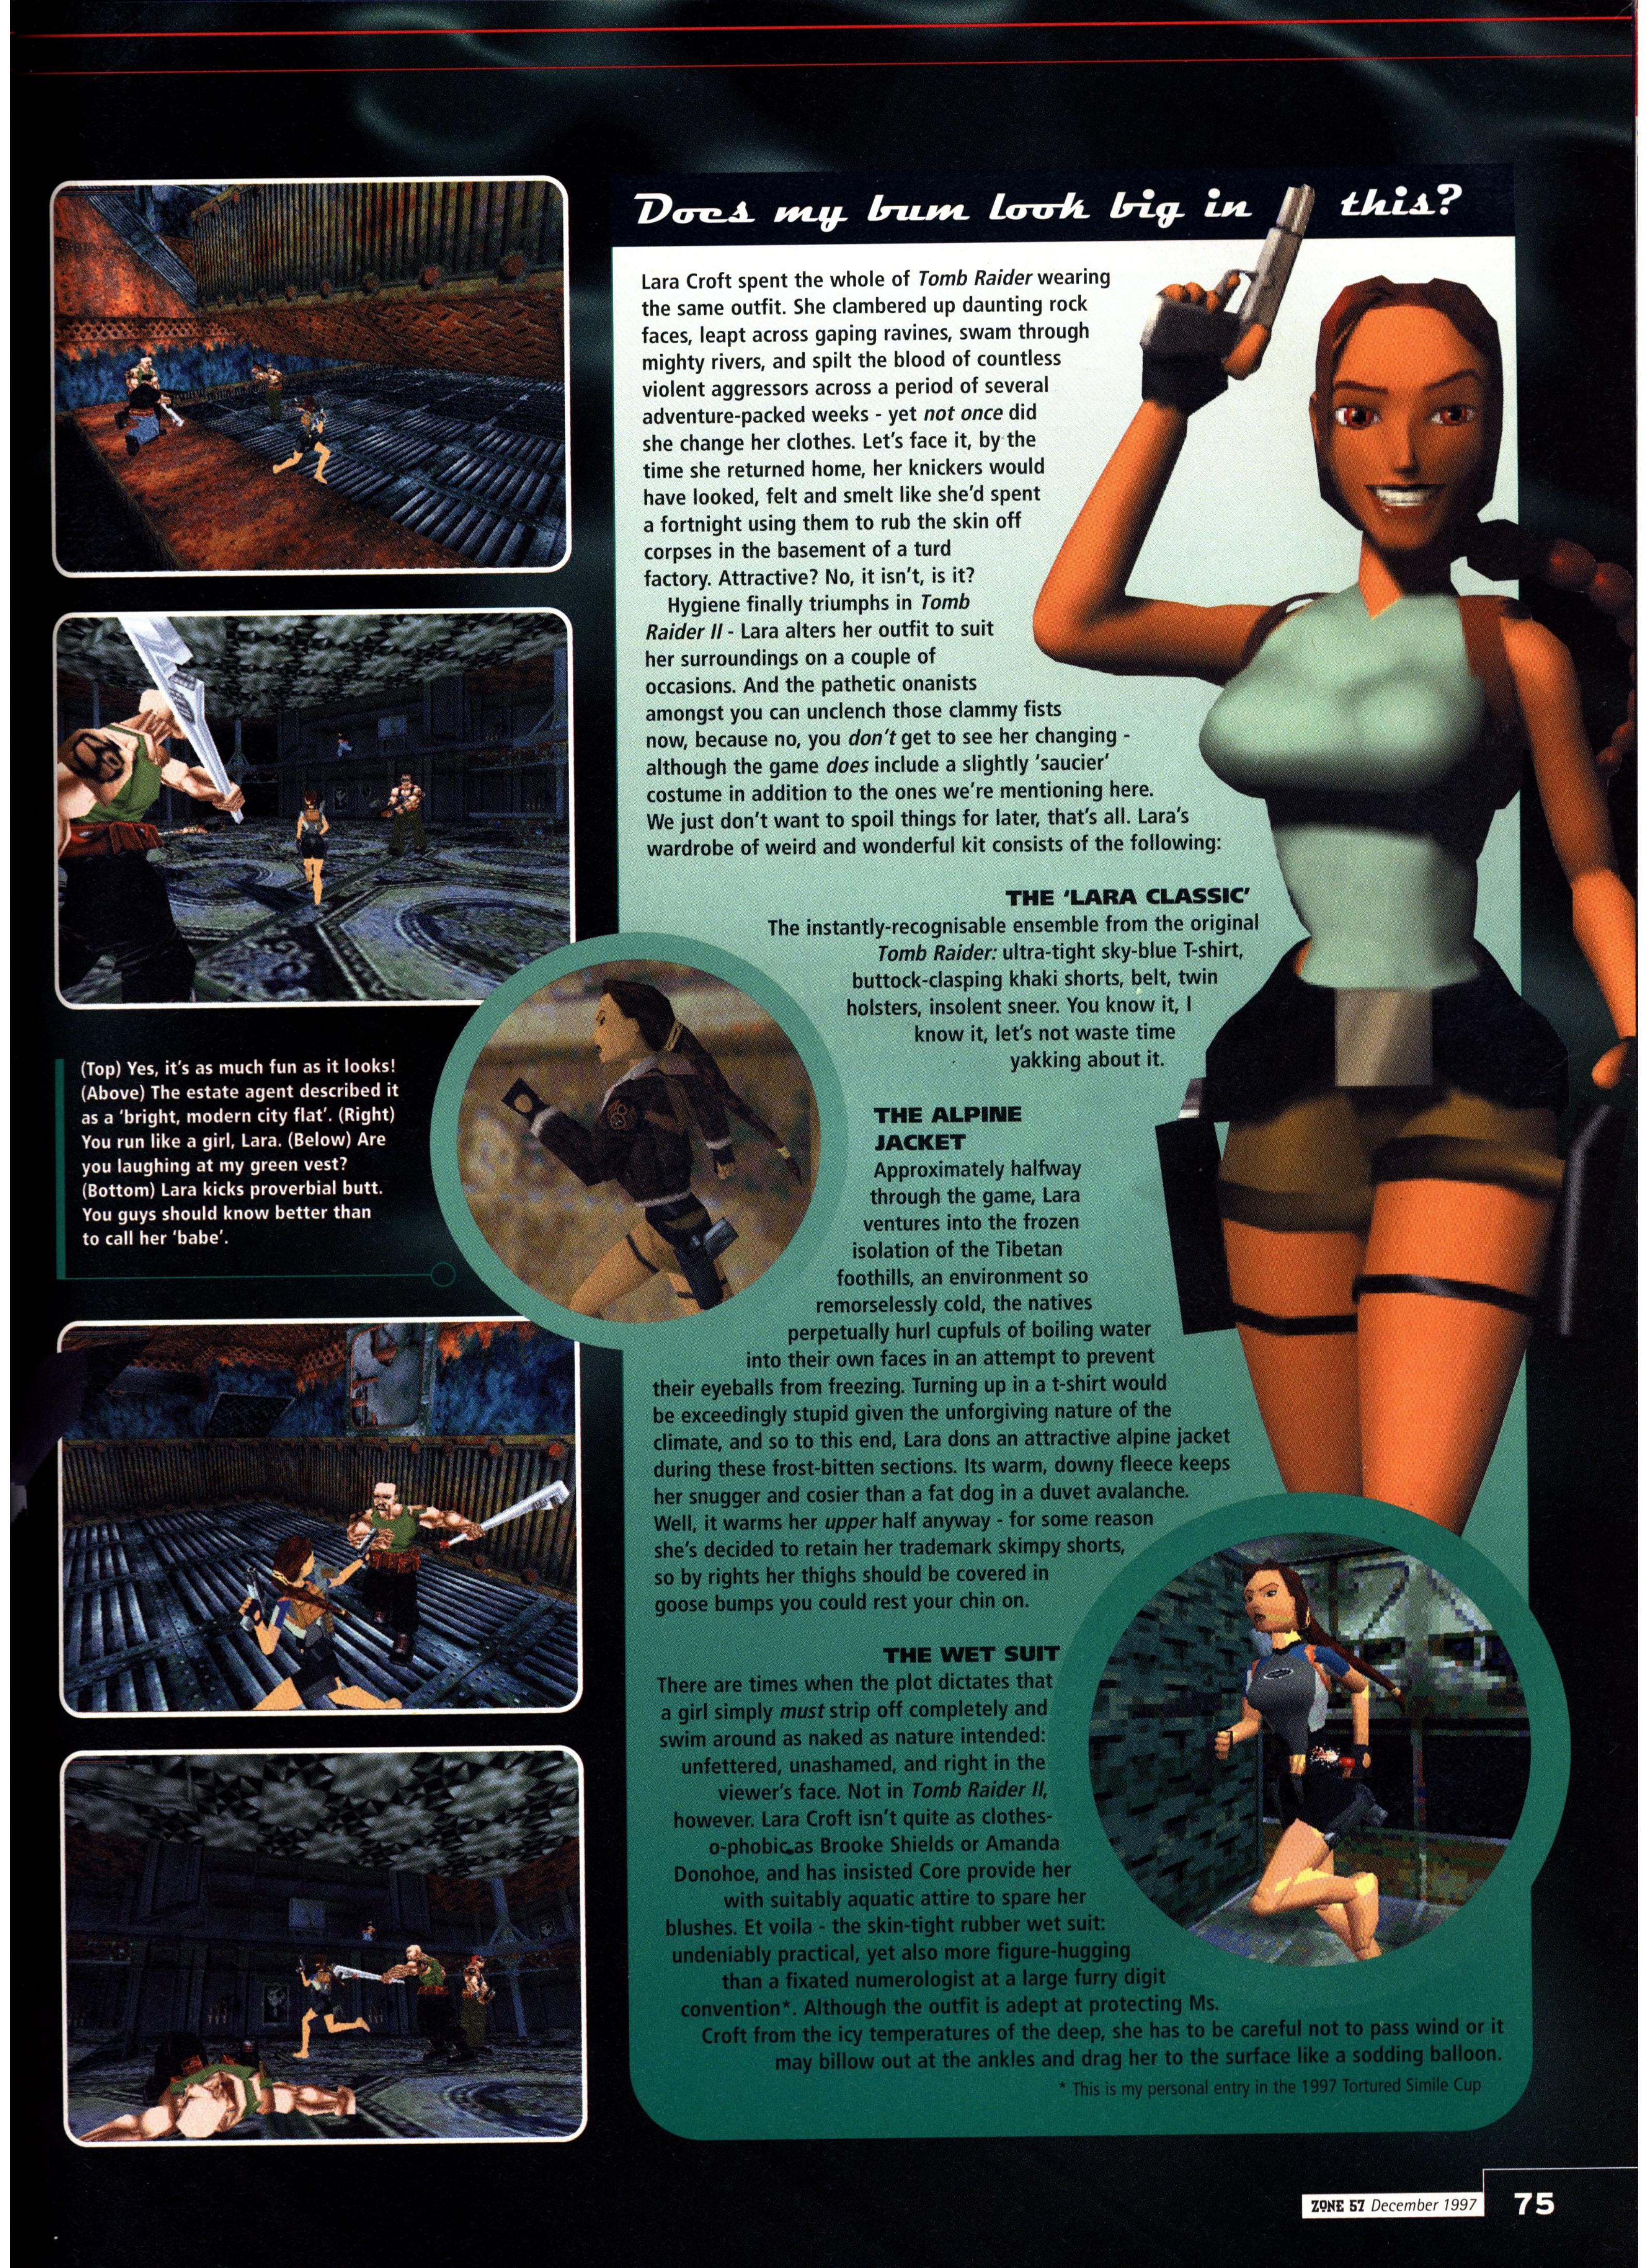 Does my bum look big in this?
Lara Croft spent the whole of Tomb Raider wearing
the same outfit. She clambered up daunting rock
faces, leapt across gaping ravines, swam through
mighty rivers, and spilt the blood of countless
violent aggressors across a period of several
adventure-packed weeks - yet not once did
she change her clothes. Let's face it, by the
time she returned home, her knickers would
have looked, felt and smelt like she'd spent
a fortnight using them to rub the skin off
corpses in the basement of a turd
factory. Attractive? No, it isn't, is it?
Hygiene finally triumphs in Tomb
Raider II - Lara alters her outfit to suit
her surroundings on a couple of
occasions. And the pathetic onanists
amongst you can unclench those clammy fists
now, because no, you don't get to see her changing -
although the game does include a slightly 'saucier'
costume in addition to the ones we're mentioning here.
We just don't want to spoil things for later, that's all. Lara's
wardrobe of weird and wonderful kit consists of the following:
THE 'LARA CLASSIC'
The instantly-recognisable ensemble from the original
Tomb Raider: ultra-tight sky-blue T-shirt,
buttock-clasping khaki shorts, belt, twin
holsters, insolent sneer. You know it, I
know it, let's not waste time
yakking about it.
THE ALPINE
JACKET
Approximately halfway
through the game, Lara
ventures into the frozen
isolation of the Tibetan
foothills, an environment so
remorselessly cold, the natives
perpetually hurl cupfuls of boiling water
into their own faces in an attempt to prevent
their eyeballs from freezing. Turning up in a t-shirt would
be exceedingly stupid given the unforgiving nature of the
climate, and so to this end, Lara dons an attractive alpine jacket
during these frost-bitten sections. Its warm, downy fleece keeps
her snugger and cosier than a fat dog in a duvet avalanche.
Well, it warms her upper half anyway - for some reason
she's decided to retain her trademark skimpy shorts,
so by rights her thighs should be covered in
goose bumps you could rest your chin on.
THE WET SUIT
There are times when the plot dictates that
a girl simply must strip off completely and
swim around as naked as nature intended:
unfettered, unashamed, and right in the
viewer's face. Not in Tomb Raider II,
however. Lara Croft isn't quite as clothes-
o-phobic as Brooke Shields or Amanda
Donohoe, and has insisted Core provide her
with suitably aquatic attire to spare her
blushes. Et voila - the skin-tight rubber wet suit:
undeniably practical, yet also more figure-hugging
than a fixated numerologist at a large furry digit
convention*. Although the outfit is adept at protecting Ms.
Croft from the icy temperatures of the deep, she has to be careful not to pass wind or it
may billow out at the ankles and drag her to the surface like a sodding balloon.
* This is my personal entry in the 1997 Tortured Simile Cup
(Top) Yes, it's as much fun as it looks!
(Above) The estate agent described it
as a 'bright, modern city flat'. (Right)
You run like a girl, Lara. (Below) Are
you laughing at my green vest?
(Bottom) Lara kicks proverbial butt.
You guys should know better than
to call her 'babe'.
ZONE 57 December 1997 75